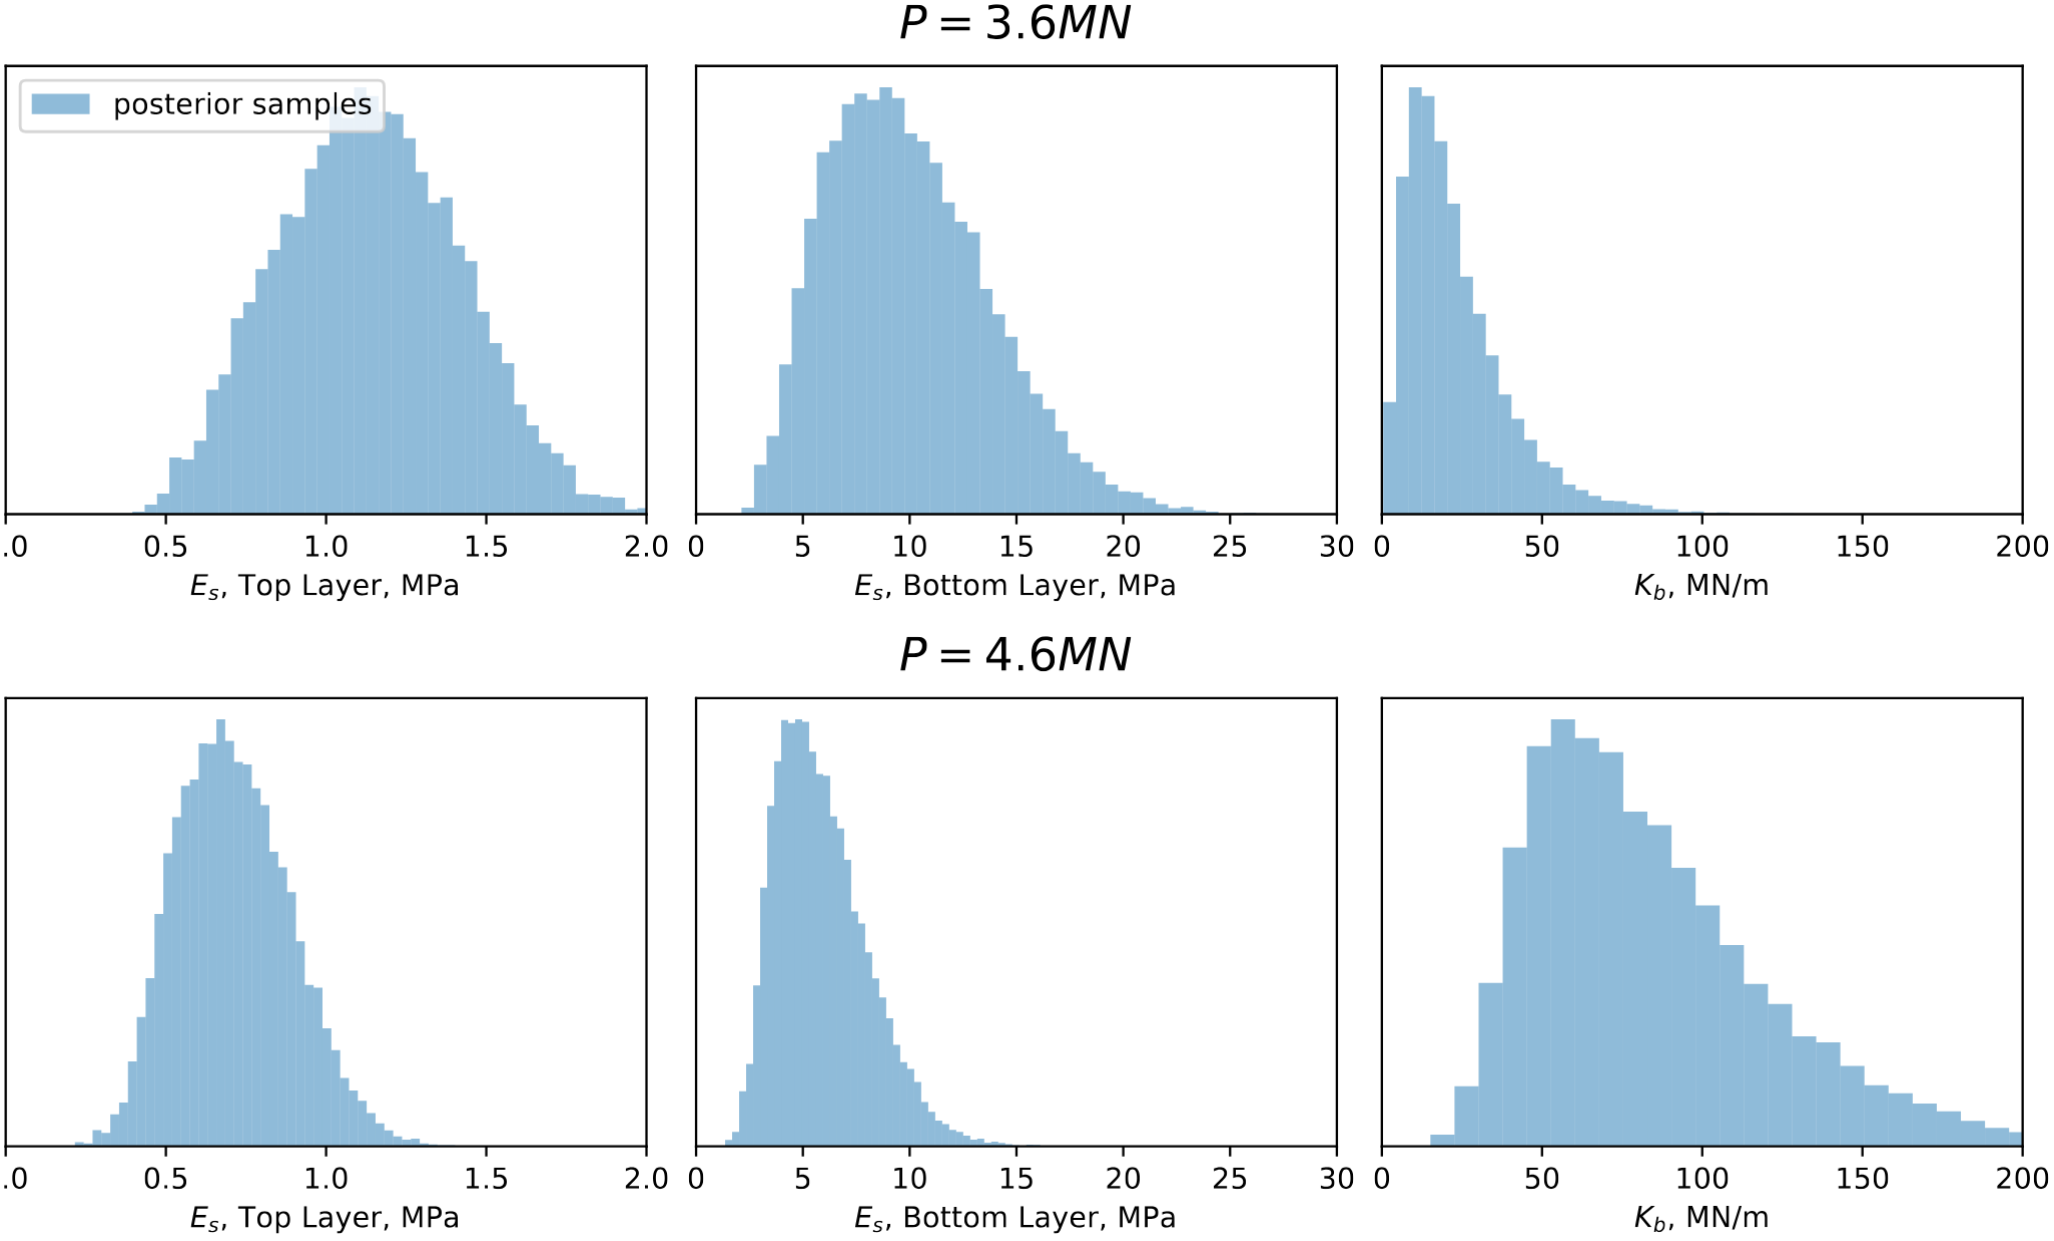 P = 3.6MN
posterior samples
.0 0.5 1.0 1.5 2.0
E_s, Top Layer, MPa
0 5 10 15 20 25 30
E_s, Bottom Layer, MPa
0 50 100 150 200
K_b, MN/m
P = 4.6MN
.0 0.5 1.0 1.5 2.0
E_s, Top Layer, MPa
0 5 10 15 20 25 30
E_s, Bottom Layer, MPa
0 50 100 150 200
K_b, MN/m